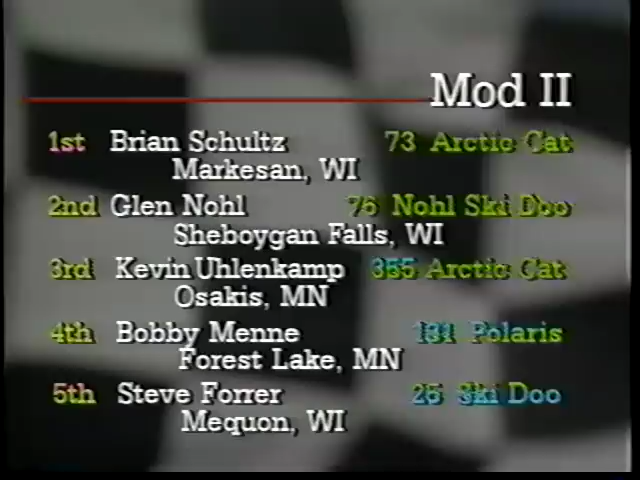 Mod II
1st Brian Schultz 73 Arctic Cat
Markesan, WI
2nd Glen Nohl 76 Nohl Ski Doo
Sheboygan Falls, WI
3rd Kevin Uhlenkamp 385 Arctic Cat
Osakis, MN
4th Bobby Menne 191 Polaris
Forest Lake, MN
5th Steve Forrer 25 Ski Doo
Mequon, WI